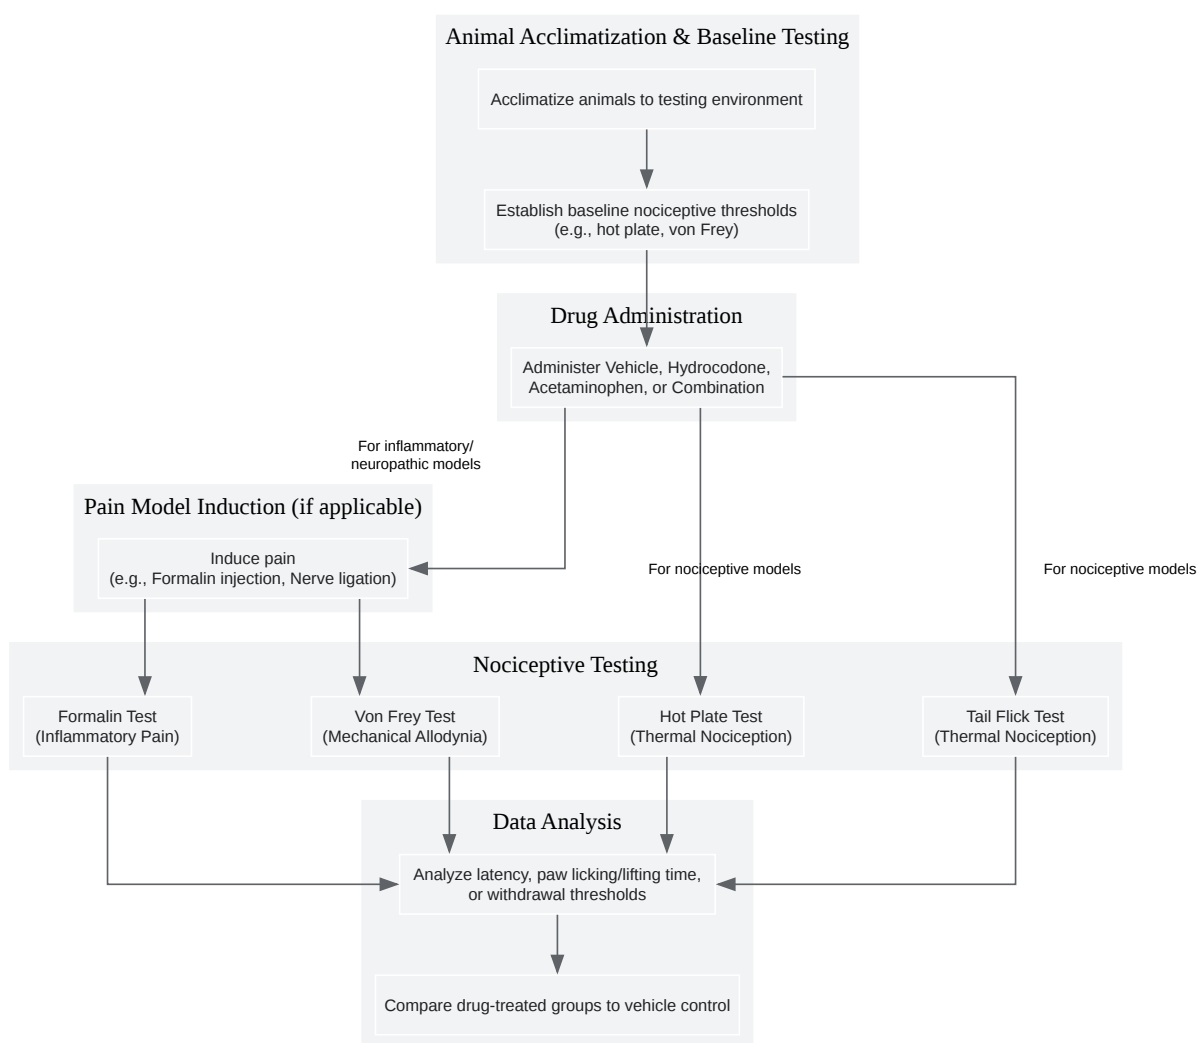 Animal Acclimatization & Baseline Testing
Acclimatize animals to testing environment
Establish baseline nociceptive thresholds
(e.g., hot plate, von Frey)
Drug Administration
Administer Vehicle, Hydrocodone,
Acetaminophen, or Combination
For inflammatory/
neuropathic models
Pain Model Induction (if applicable)
Induce pain
(e.g., Formalin injection, Nerve ligation)
For nociceptive models
For nociceptive models
Nociceptive Testing
Formalin Test
(Inflammatory Pain)
Von Frey Test
(Mechanical Allodynia)
Hot Plate Test
(Thermal Nociception)
Tail Flick Test
(Thermal Nociception)
Data Analysis
Analyze latency, paw licking/lifting time,
or withdrawal thresholds
Compare drug-treated groups to vehicle control